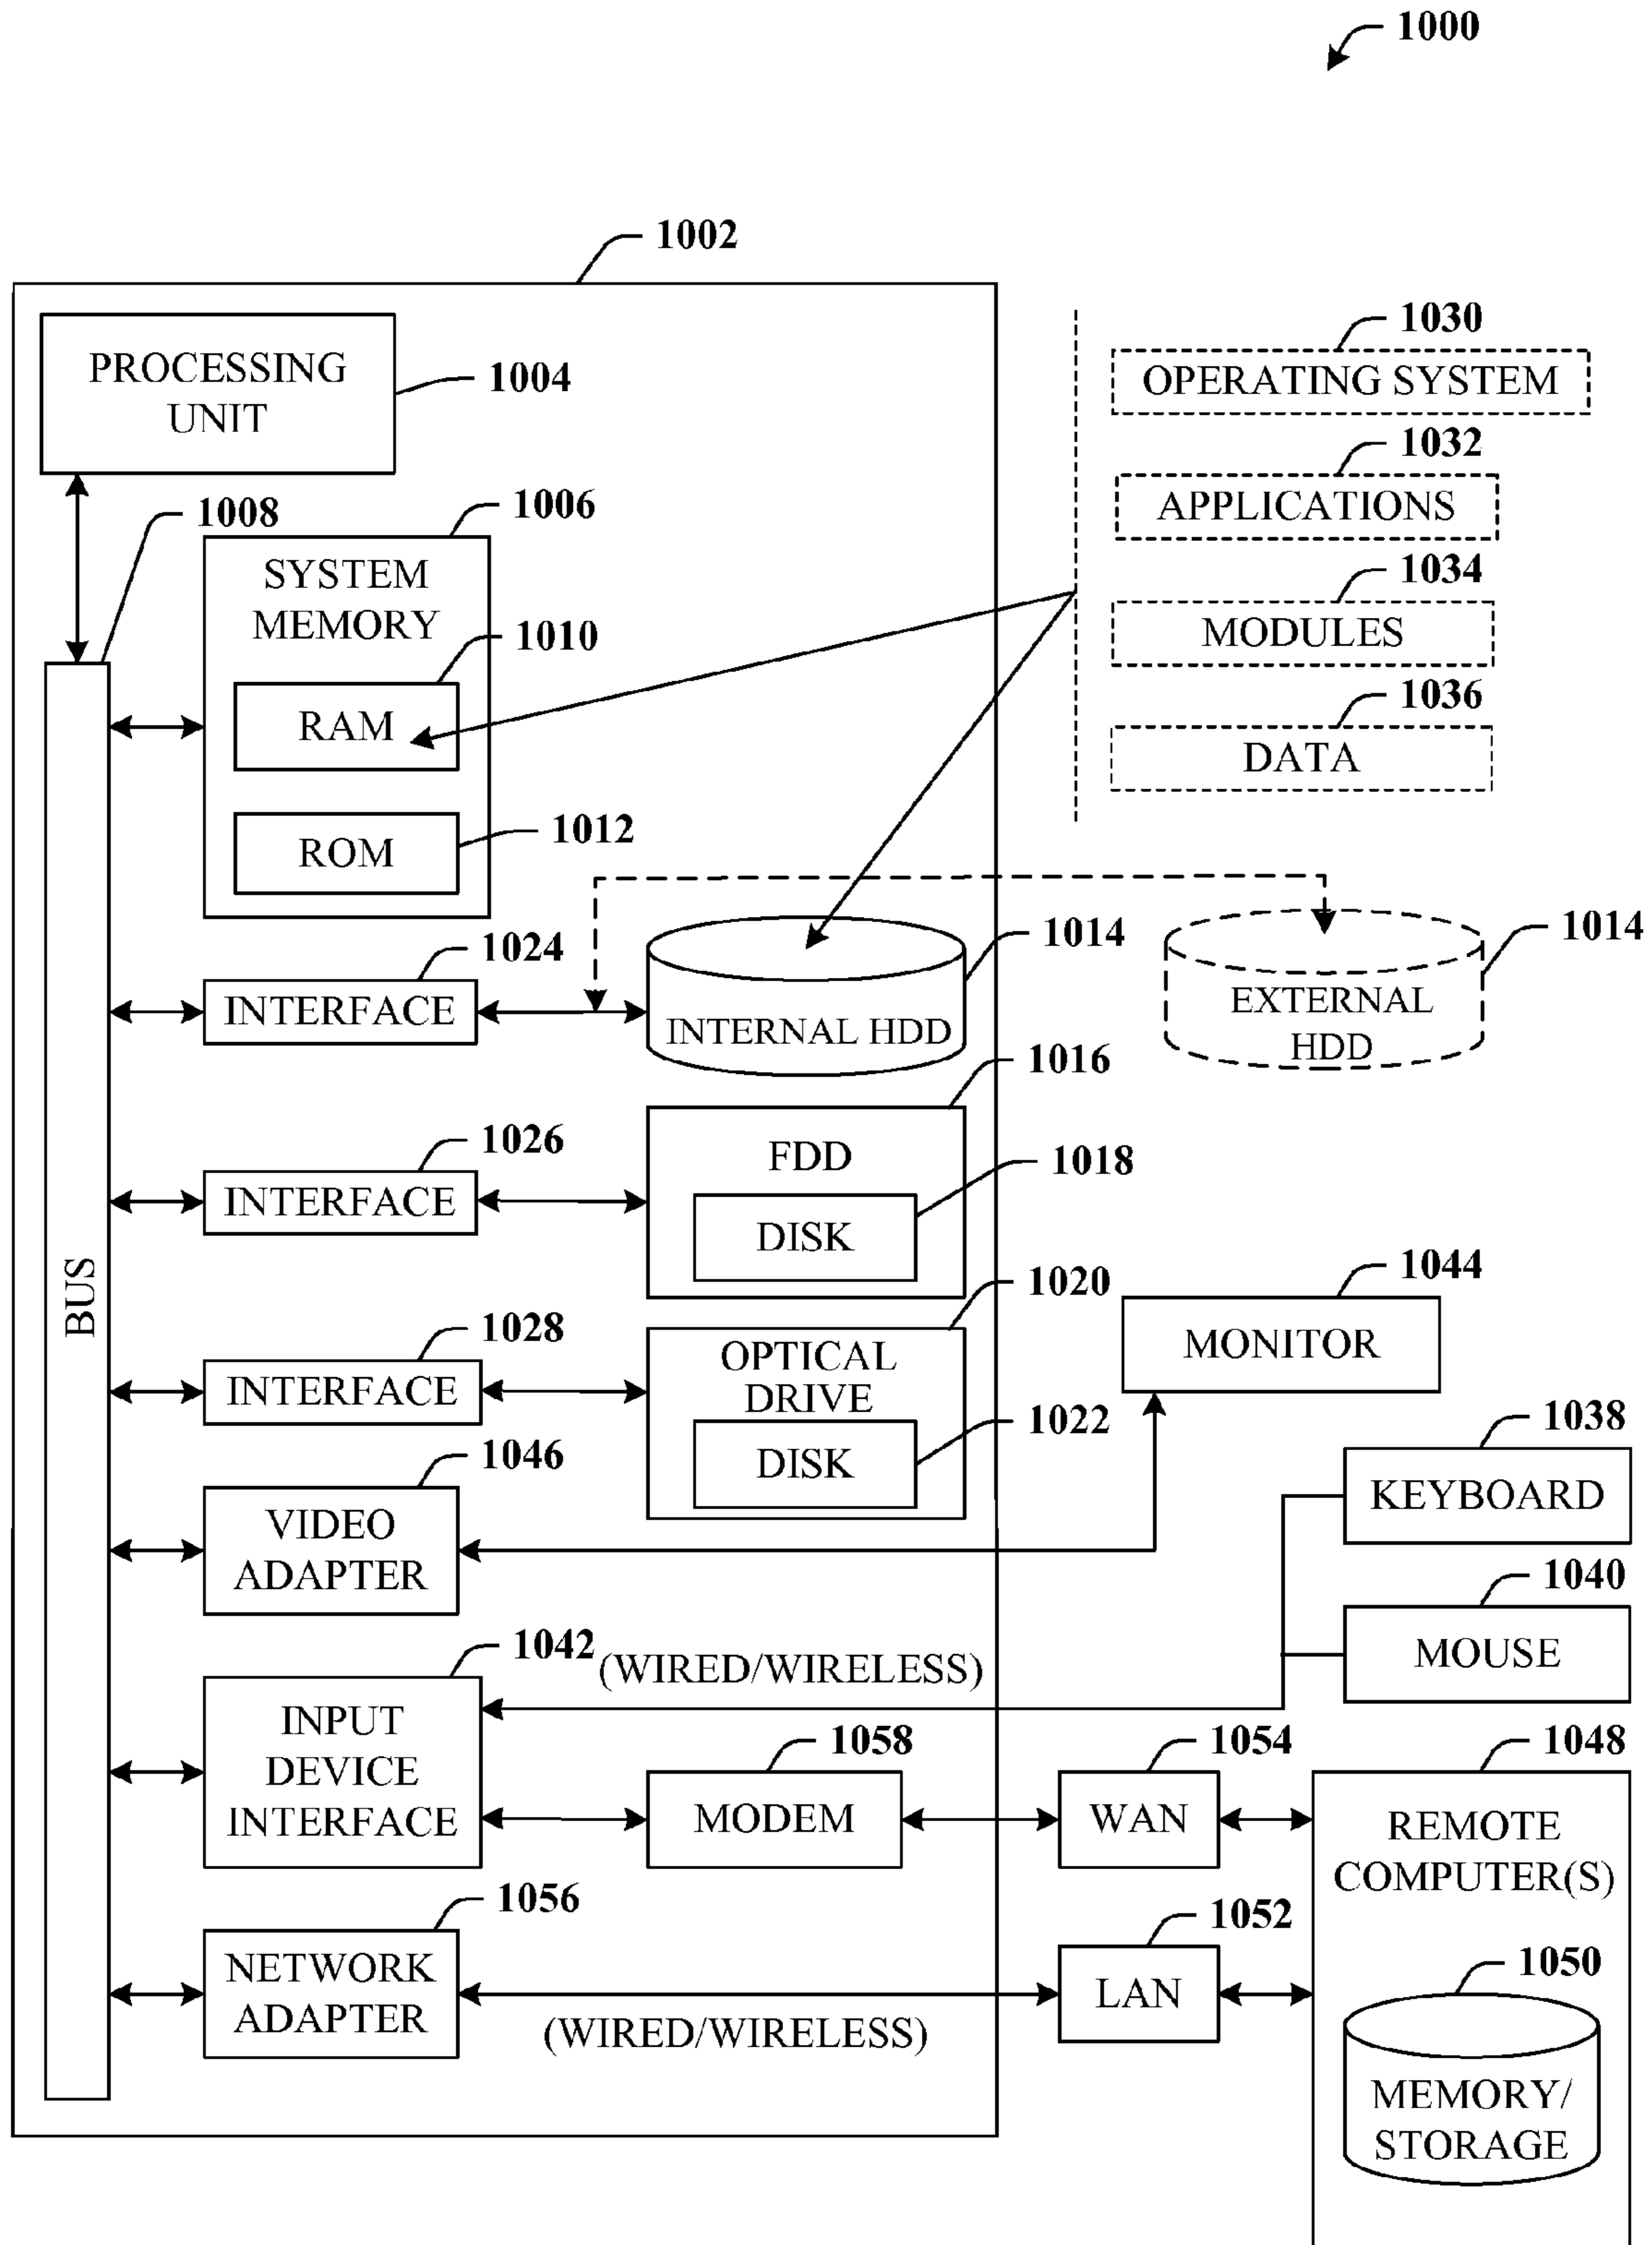 1000
1002
PROCESSING
UNIT
1004
1030
OPERATING SYSTEM
1032
APPLICATIONS
1034
MODULES
1036
DATA
1008
1006
SYSTEM
MEMORY
1010
RAM
1012
ROM
BUS
1024
INTERFACE
1014
INTERNAL HDD
1014
EXTERNAL
HDD
1026
INTERFACE
1016
FDD
1018
DISK
1028
INTERFACE
1020
OPTICAL
DRIVE
1022
DISK
1044
MONITOR
1046
VIDEO
ADAPTER
1038
KEYBOARD
1040
MOUSE
1042
(WIRED/WIRELESS)
INPUT
DEVICE
INTERFACE
1058
MODEM
1054
WAN
1048
REMOTE
COMPUTER(S)
1056
NETWORK
ADAPTER
(WIRED/WIRELESS)
1052
LAN
1050
MEMORY/
STORAGE